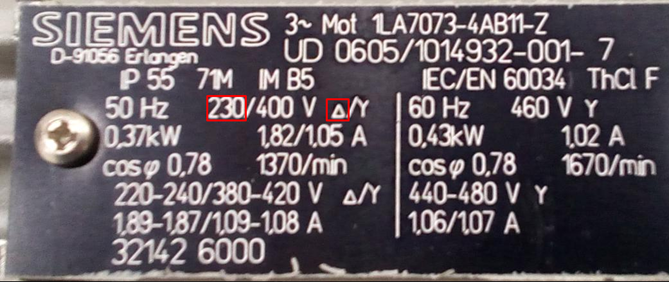 SIEMENS 3~ Mot 1LA7073-4AB11-Z
D-91056 Erlangen UD 0605/1014932-001- 7
IP 55 71M IM B5 IEC/EN 60034 ThCl F
50 Hz 230/400 V △/Y 60 Hz 460 V Y
0,37kW 1,82/1,05 A 0,43kW 1,02 A
cosφ 0,78 1370/min cosφ 0,78 1670/min
220-240/380-420 V △/Y 440-480 V Y
1,89-1,87/1,09-1,08 A 1,06/1,07 A
32142 6000